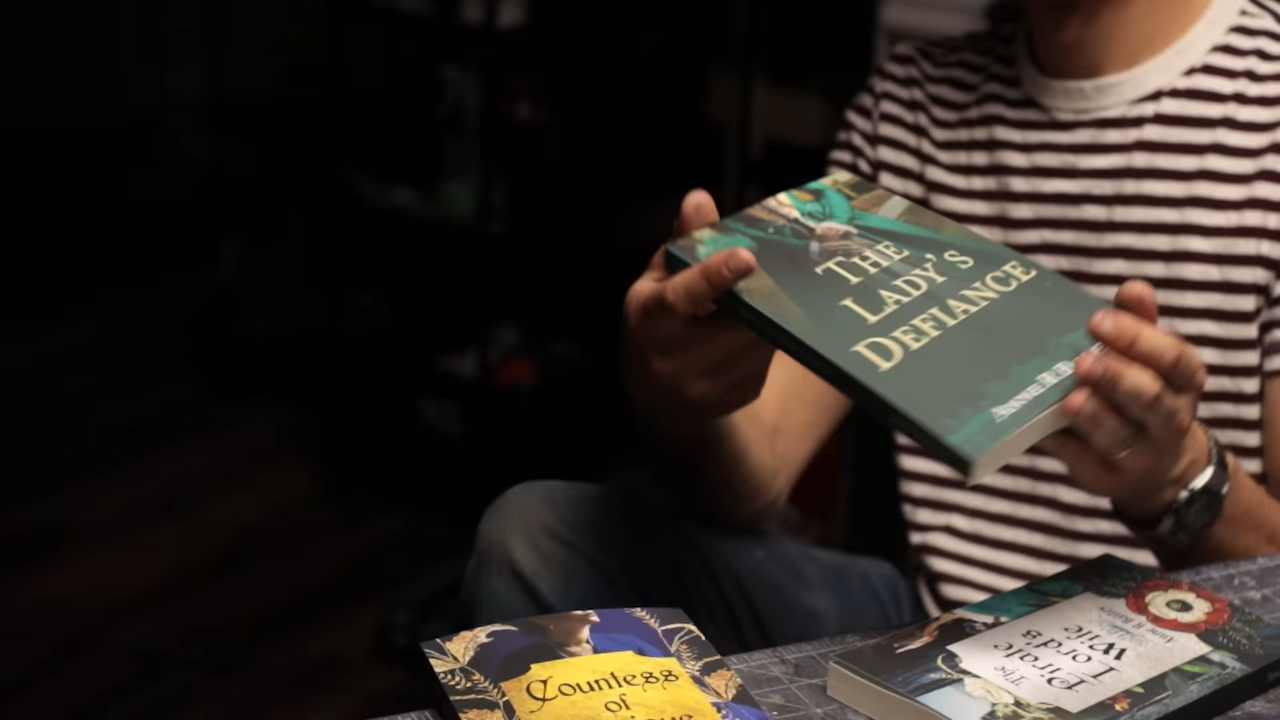 THE
LADY'S
DEFIANCE
Countess
of
The
Pirate
Lord's
Wife